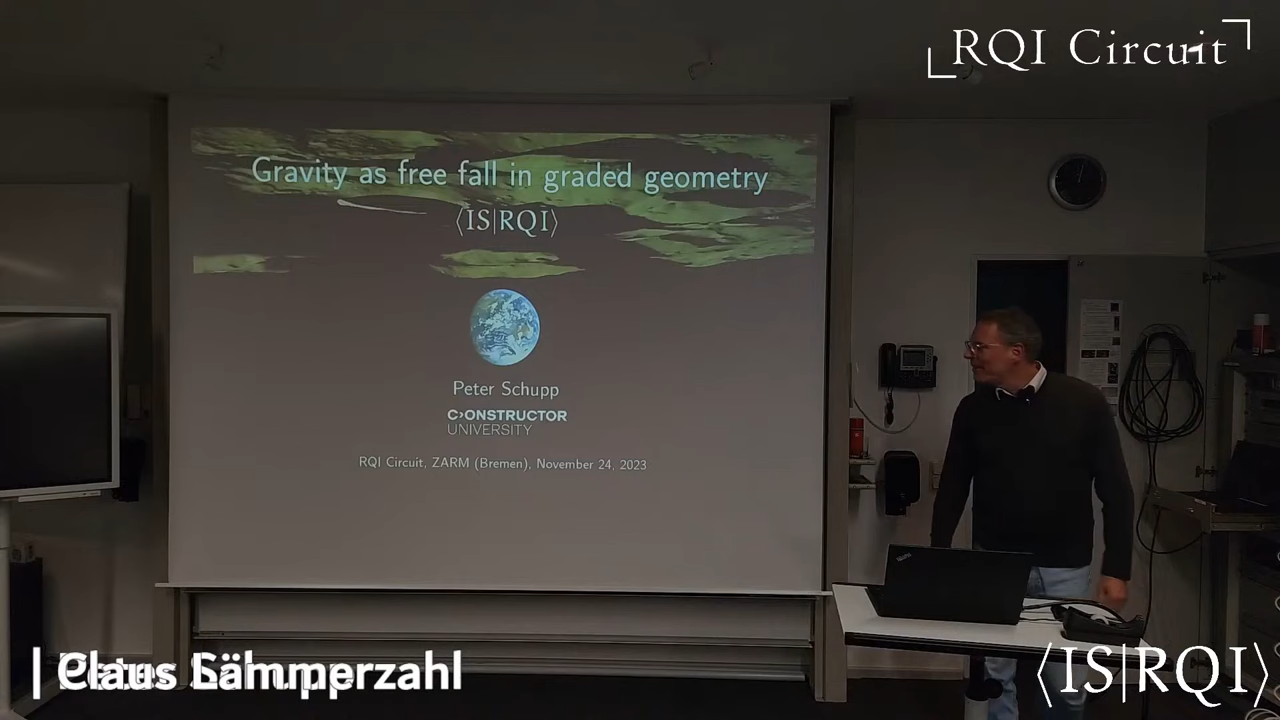 RQI Circuit
Gravity as free fall in graded geometry
⟨IS|RQI⟩
Peter Schupp
C›ONSTRUCTOR
UNIVERSITY
RQI Circuit, ZARM (Bremen), November 24, 2023
| Claus Lämmerzahl
⟨IS|RQI⟩